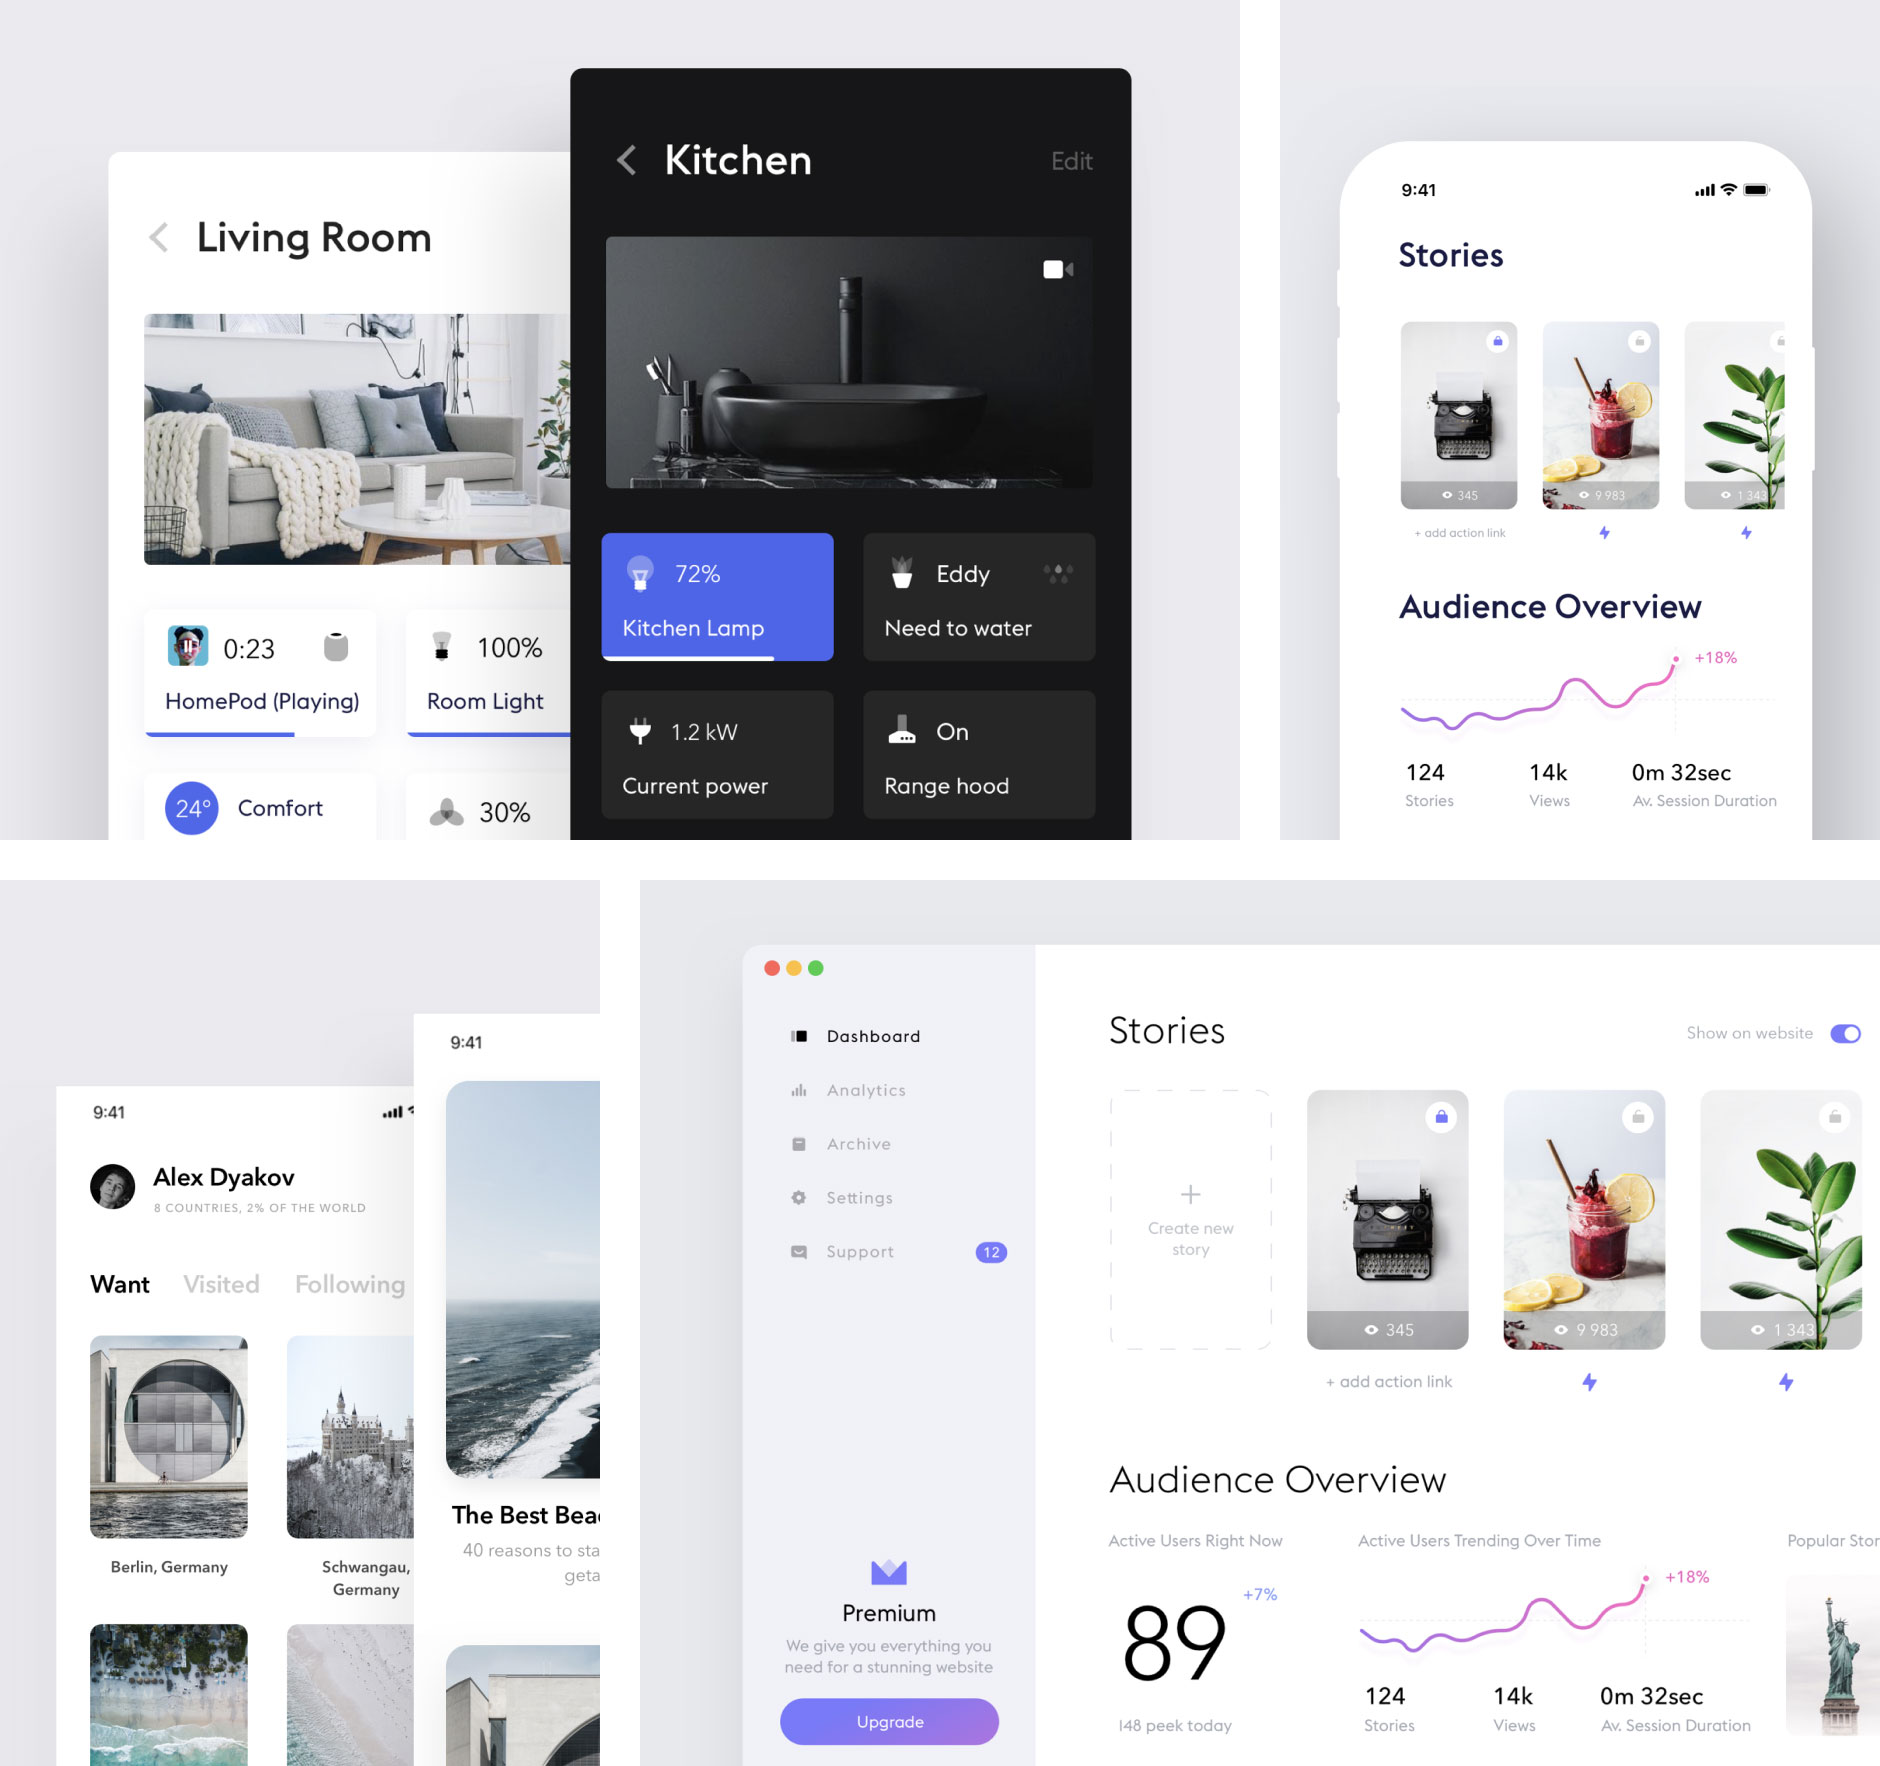 Living Room
0:23
HomePod (Playing)
100%
Room Light
24°
Comfort
30%
Kitchen
Edit
72%
Kitchen Lamp
Eddy
Need to water
1.2 kW
Current power
On
Range hood
9:41
Stories
345
9 983
1 343
+ add action link
Audience Overview
+18%
124
14k
0m 32sec
Stories
Views
Av. Session Duration
9:41
Alex Dyakov
8 COUNTRIES, 2% OF THE WORLD
Want
Visited
Following
Berlin, Germany
Schwangau,
Germany
9:41
The Best Bea
40 reasons to sta
geta
Dashboard
Analytics
Archive
Settings
Support
12
Premium
We give you everything you
need for a stunning website
Upgrade
Stories
Show on website
Create new
story
345
9 983
1 343
+ add action link
Audience Overview
Active Users Right Now
+7%
89
148 peek today
Active Users Trending Over Time
+18%
124
14k
0m 32sec
Stories
Views
Av. Session Duration
Popular Stor